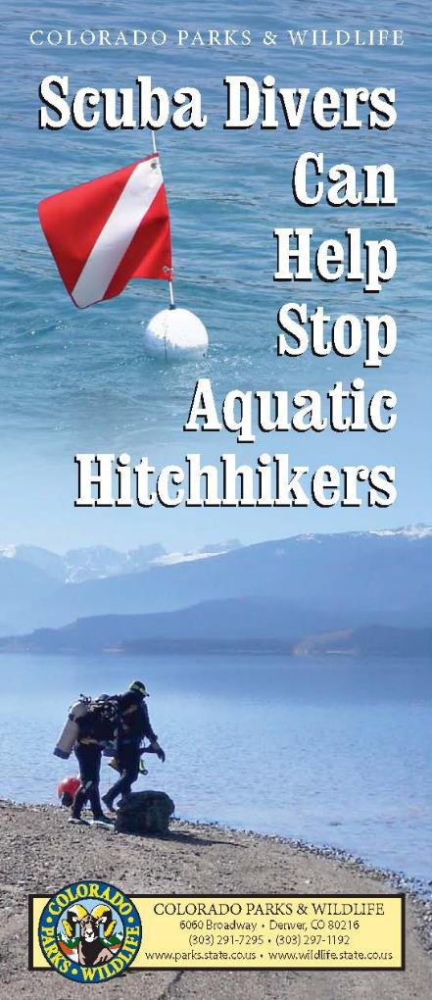 COLORADO PARKS & WILDLIFE
Scuba Divers
Can
Help
Stop
Aquatic
Hitchhikers
COLORADO
PARKS • WILDLIFE
COLORADO PARKS & WILDLIFE
6060 Broadway • Denver, CO 80216
(303) 291-7295 • (303) 297-1192
www.parks.state.co.us • www.wildlife.state.co.us